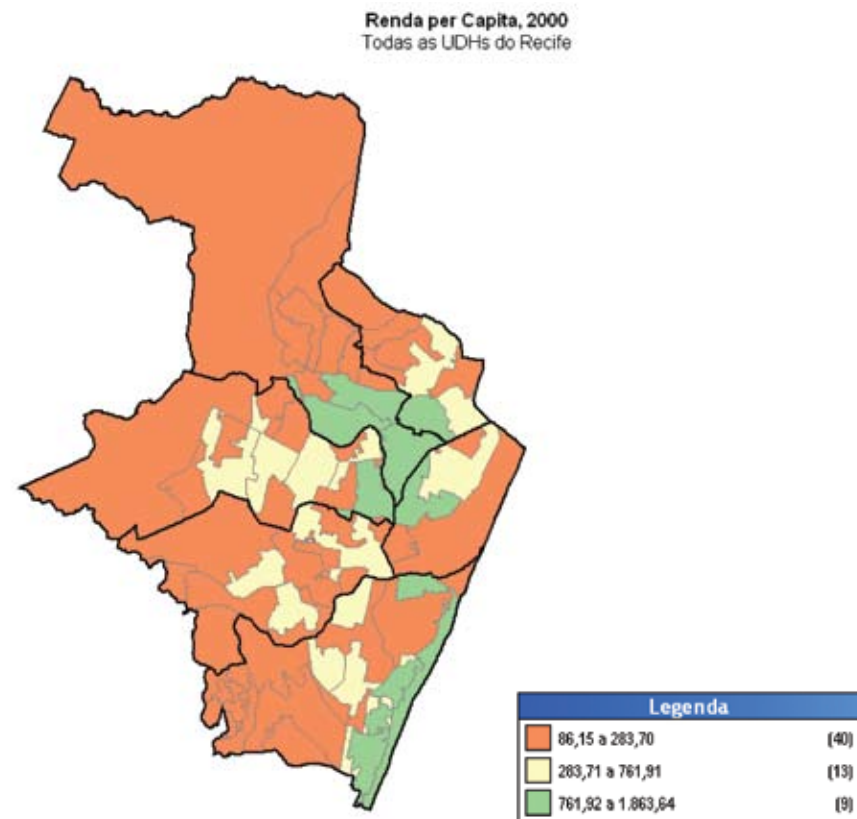 Renda per Capita, 2000
Todas as UDHs do Recife
Legenda
86,15 a 283,70 (40)
283,71 a 761,91 (13)
761,92 a 1.863,64 (9)